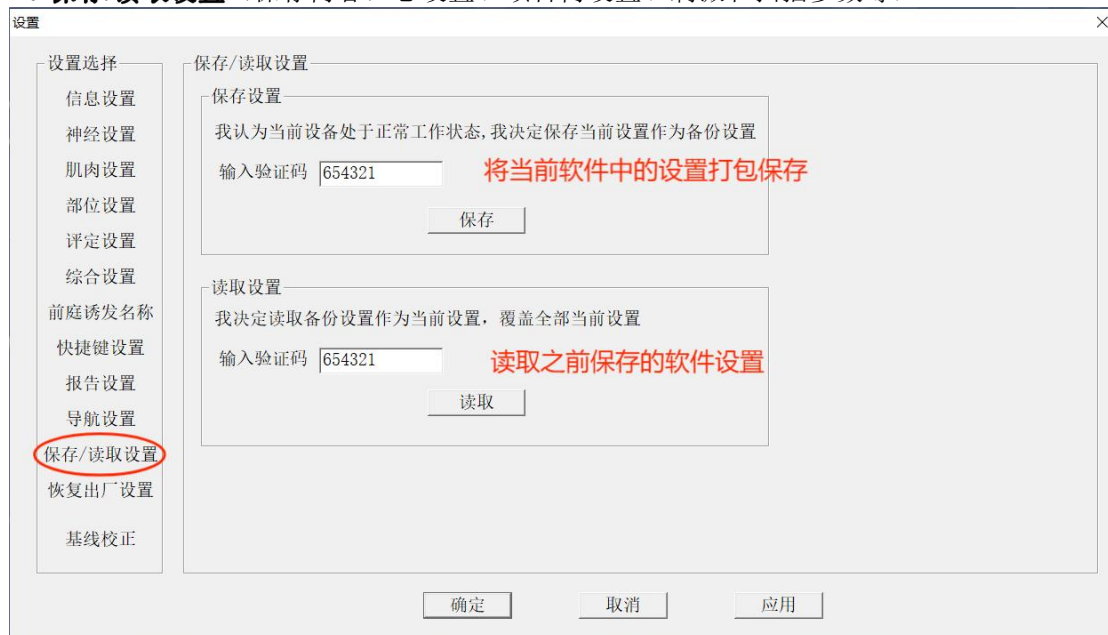 设置
设置选择
信息设置
神经设置
肌肉设置
部位设置
评定设置
综合设置
前庭诱发名称
快捷键设置
报告设置
导航设置
保存/读取设置
恢复出厂设置
基线校正
保存/读取设置
保存设置
我认为当前设备处于正常工作状态,我决定保存当前设置作为备份设置
输入验证码 654321
将当前软件中的设置打包保存
保存
读取设置
我决定读取备份设置作为当前设置，覆盖全部当前设置
输入验证码 654321
读取之前保存的软件设置
读取
确定 取消 应用